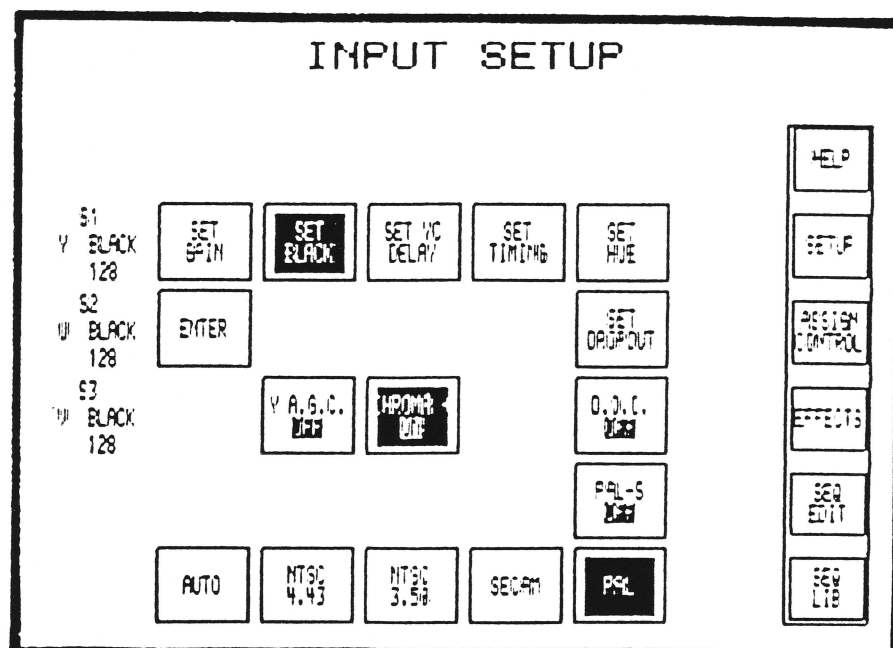 INPUT SETUP
HELP
S1
Y BLACK
128
SET
GAIN
SET
BLACK
SET YC
DELAY
SET
TIMING
SET
HUE
SETUP
S2
U BLACK
128
ENTER
SET
DROPOUT
ASSIGN
CONTROL
S3
BLACK
128
Y A.G.C.
OFF
CHROMA
D.O.C.
OFF
EFFECTS
PAL-S
OFF
SEQ
EDIT
AUTO
NTSC
4.43
NTSC
3.58
SECAM
PAL
SEQ
LIB